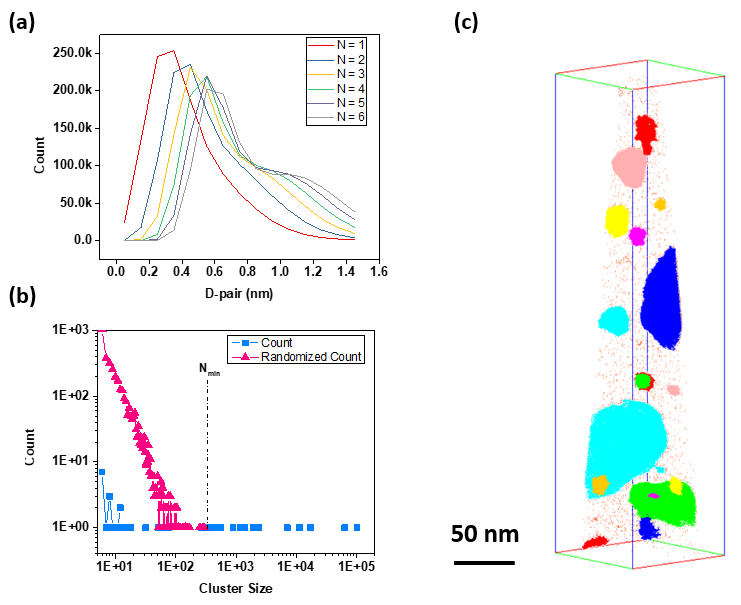 (a)
250.0k
200.0k
150.0k
100.0k
50.0k
0.0
Count
N = 1
N = 2
N = 3
N = 4
N = 5
N = 6
0.0 0.2 0.4 0.6 0.8 1.0 1.2 1.4 1.6
D-pair (nm)
(b)
1E+03
1E+02
1E+01
1E+00
Count
Count
Randomized Count
Nmin
1E+01 1E+02 1E+03 1E+04 1E+05
Cluster Size
(c)
50 nm